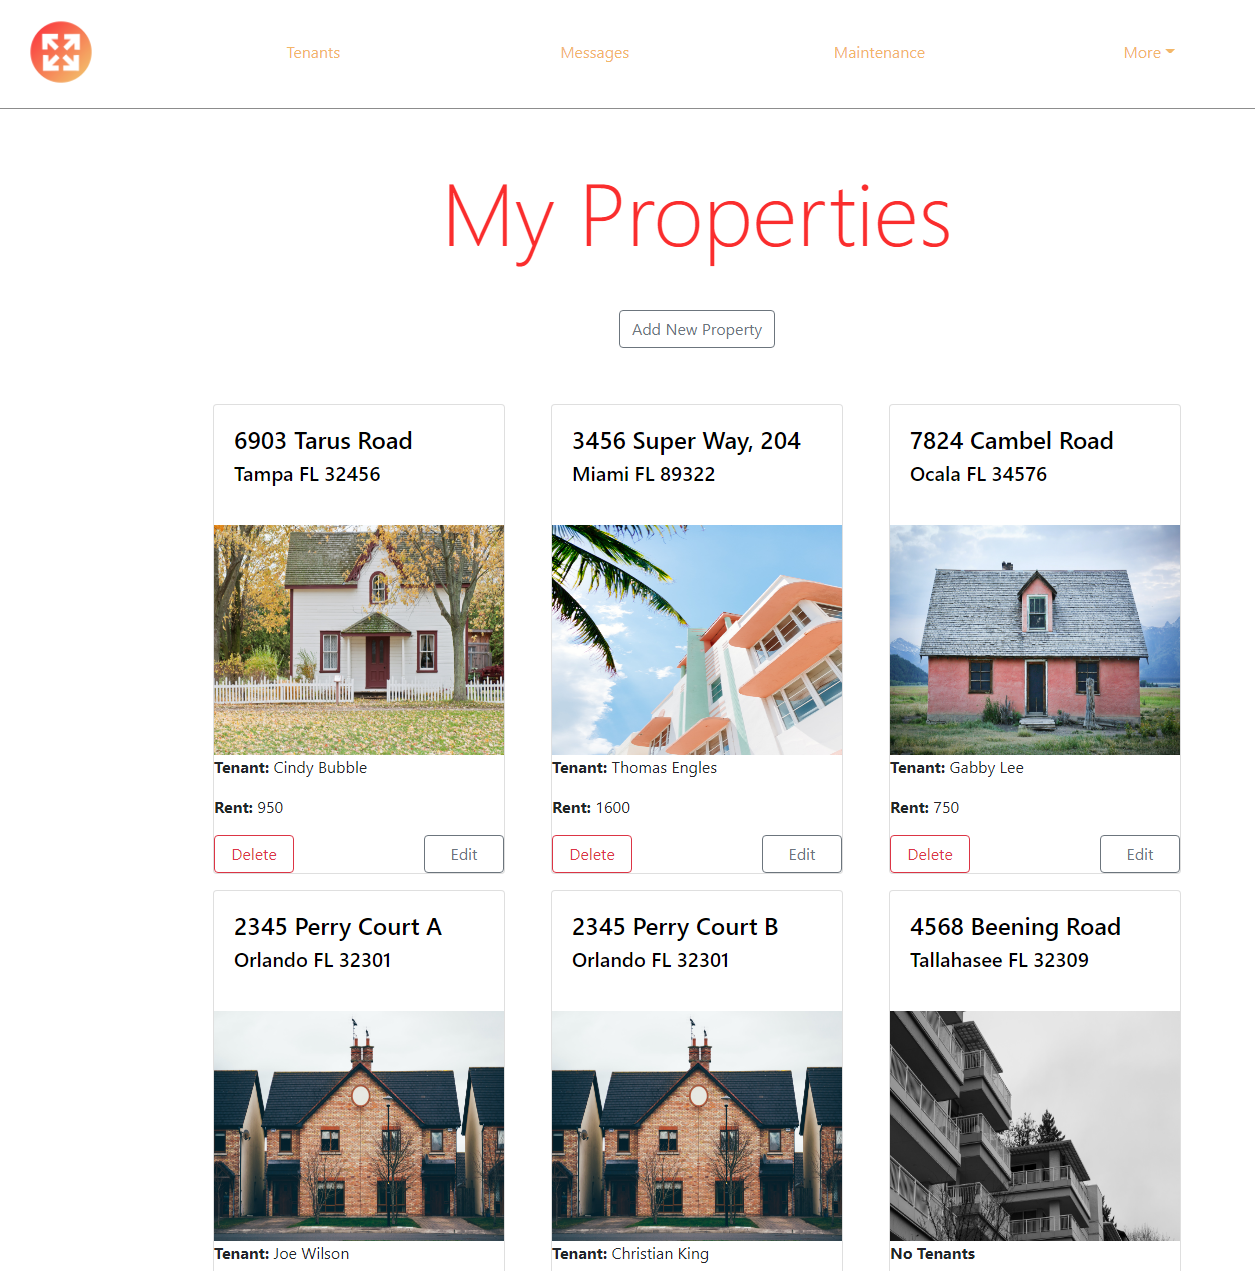 Tenants
Messages
Maintenance
More
My Properties
Add New Property
6903 Tarus Road
Tampa FL 32456
Tenant: Cindy Bubble
Rent: 950
Delete
Edit
3456 Super Way, 204
Miami FL 89322
Tenant: Thomas Engles
Rent: 1600
Delete
Edit
7824 Cambel Road
Ocala FL 34576
Tenant: Gabby Lee
Rent: 750
Delete
Edit
2345 Perry Court A
Orlando FL 32301
Tenant: Joe Wilson
2345 Perry Court B
Orlando FL 32301
Tenant: Christian King
4568 Beening Road
Tallahasee FL 32309
No Tenants